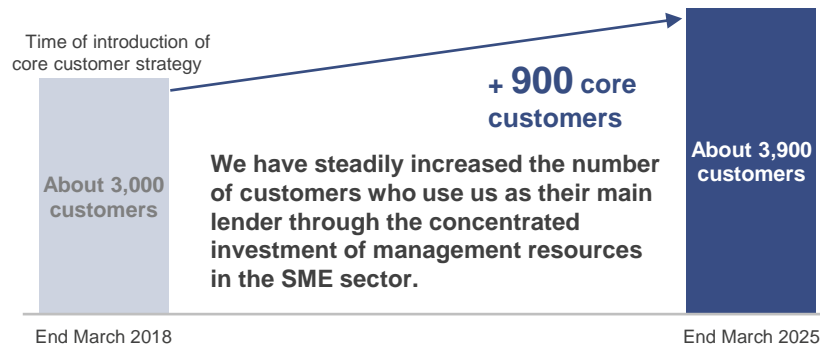 Time of introduction of
core customer strategy
+ 900 core
customers
About 3,000
customers
We have steadily increased the number
of customers who use us as their main
lender through the concentrated
investment of management resources
in the SME sector.
About 3,900
customers
End March 2018
End March 2025